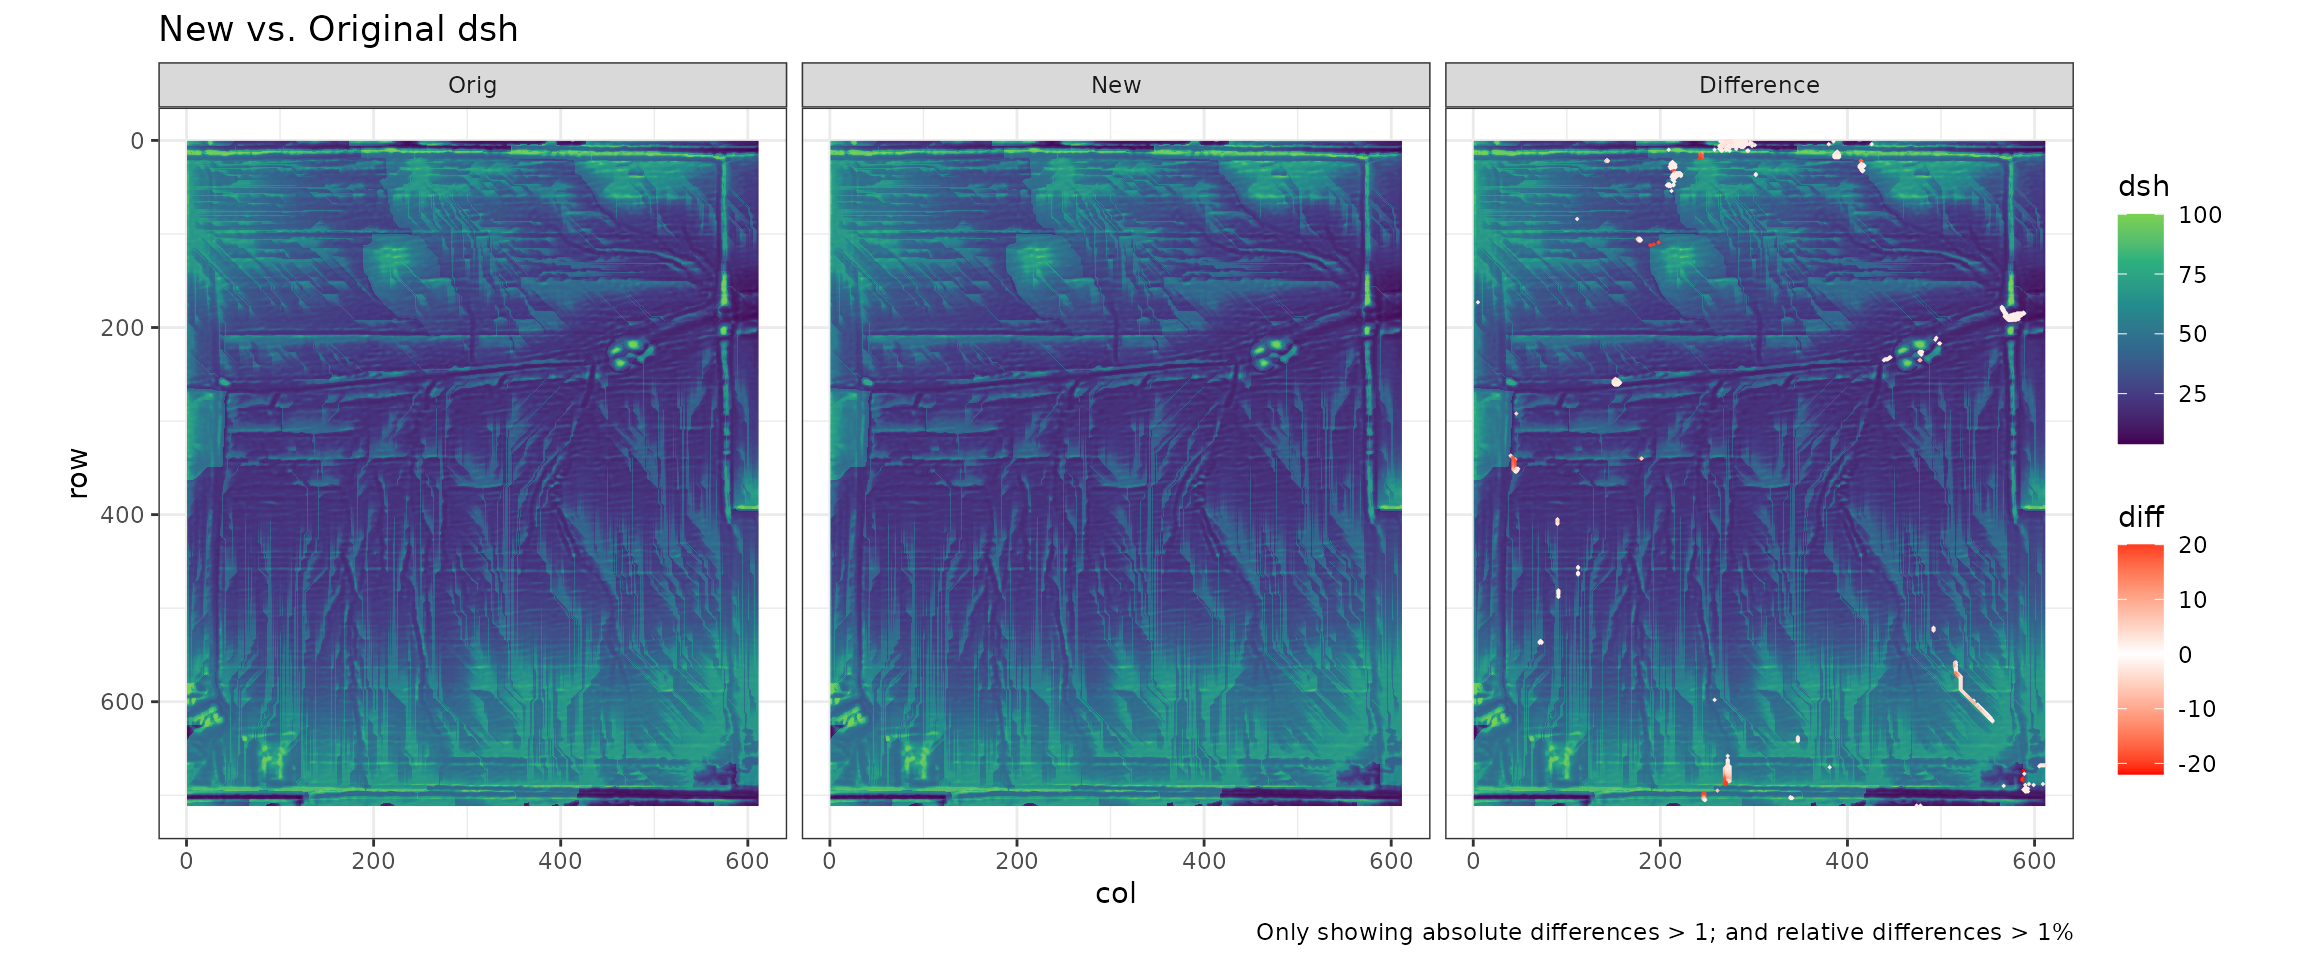 New vs. Original dsh
Orig
New
Difference
0
200
400
600
row
0
200
400
600
0
200
400
600
0
200
400
600
col
dsh
100
75
50
25
diff
20
10
0
-10
-20
Only showing absolute differences > 1; and relative differences > 1%